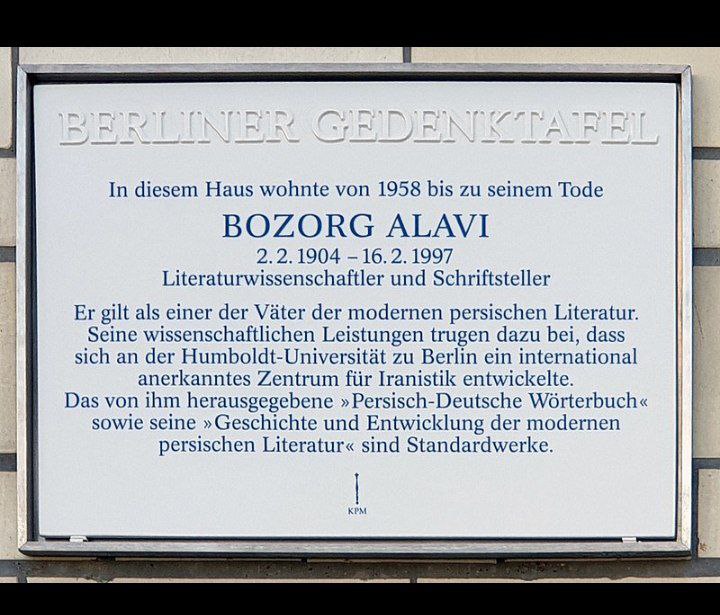 BERLINER GEDENKTAFEL
In diesem Haus wohnte von 1958 bis zu seinem Tode
BOZORG ALAVI
2. 2. 1904 – 16. 2. 1997
Literaturwissenschaftler und Schriftsteller
Er gilt als einer der Väter der modernen persischen Literatur.
Seine wissenschaftlichen Leistungen trugen dazu bei, dass
sich an der Humboldt-Universität zu Berlin ein international
anerkanntes Zentrum für Iranistik entwickelte.
Das von ihm herausgegebene »Persisch-Deutsche Wörterbuch«
sowie seine »Geschichte und Entwicklung der modernen
persischen Literatur« sind Standardwerke.
KPM